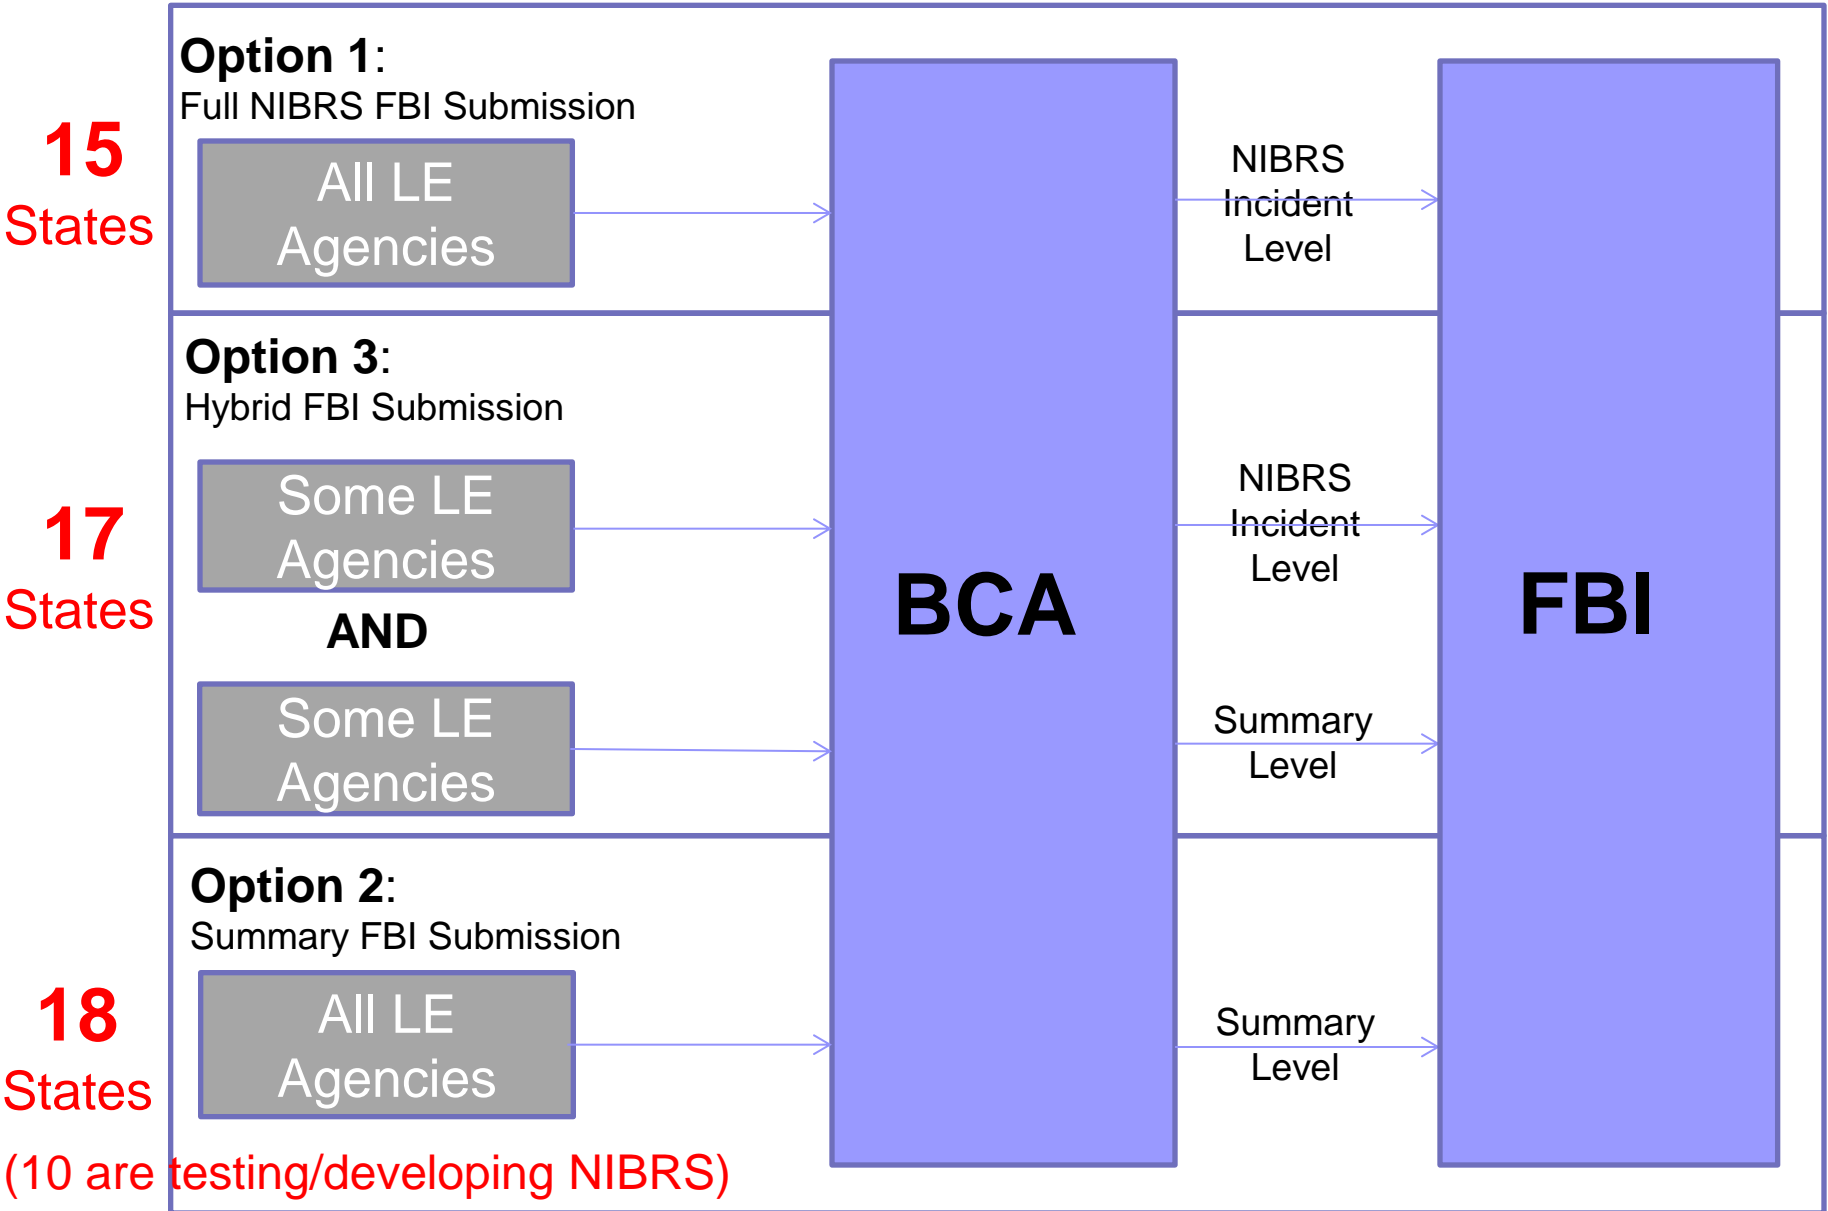 Option 1:
Full NIBRS FBI Submission
15
States
All LE
Agencies
NIBRS
Incident
Level
Option 3:
Hybrid FBI Submission
17
States
Some LE
Agencies
AND
Some LE
Agencies
BCA
NIBRS
Incident
Level
Summary
Level
FBI
Option 2:
Summary FBI Submission
18
States
All LE
Agencies
Summary
Level
(10 are testing/developing NIBRS)